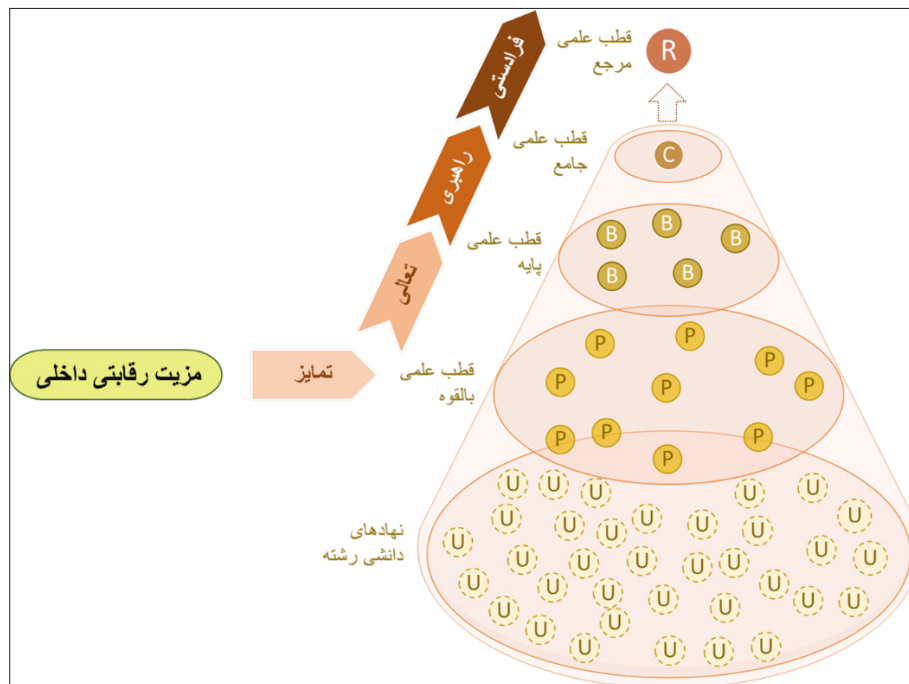 فرادستی
راهبری
تعالی
تمایز
مزیت رقابتی داخلی
قطب علمی
مرجع
R
قطب علمی
جامع
C
قطب علمی
پایه
B B B
B B
قطب علمی
بالقوه
P P
P
P P P
P P P
P
نهادهای
دانشی رشته
U U U U U
U U U U U U U
U U U U U U U U U
U U U U U U U U
U U U U
U U U U